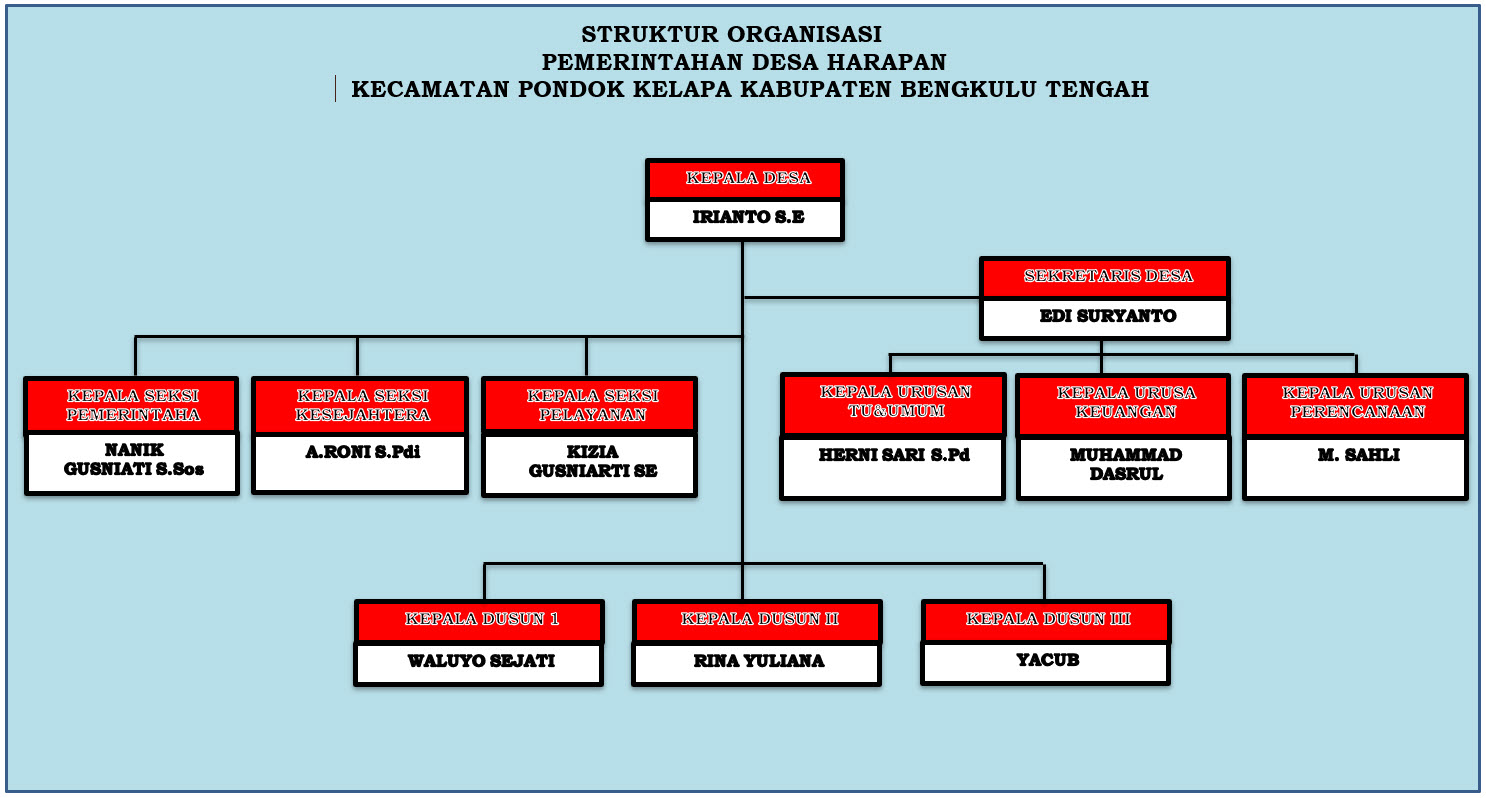 STRUKTUR ORGANISASI
PEMERINTAHAN DESA HARAPAN
KECAMATAN PONDOK KELAPA KABUPATEN BENGKULU TENGAH
KEPALA DESA
IRIANTO S.E
SEKRETARIS DESA
EDI SURYANTO
KEPALA SEKSI
PEMERINTAHA
NANIK
GUSNIATI S.Sos
KEPALA SEKSI
KESEJAHTERA
A.RONI S.Pdi
KEPALA SEKSI
PELAYANAN
KIZIA
GUSNIARTI SE
KEPALA URUSAN
TU&UMUM
HERNI SARI S.Pd
KEPALA URUSA
KEUANGAN
MUHAMMAD
DASRUL
KEPALA URUSAN
PERENCANAAN
M. SAHLI
KEPALA DUSUN 1
WALUYO SEJATI
KEPALA DUSUN II
RINA YULIANA
KEPALA DUSUN III
YACUB